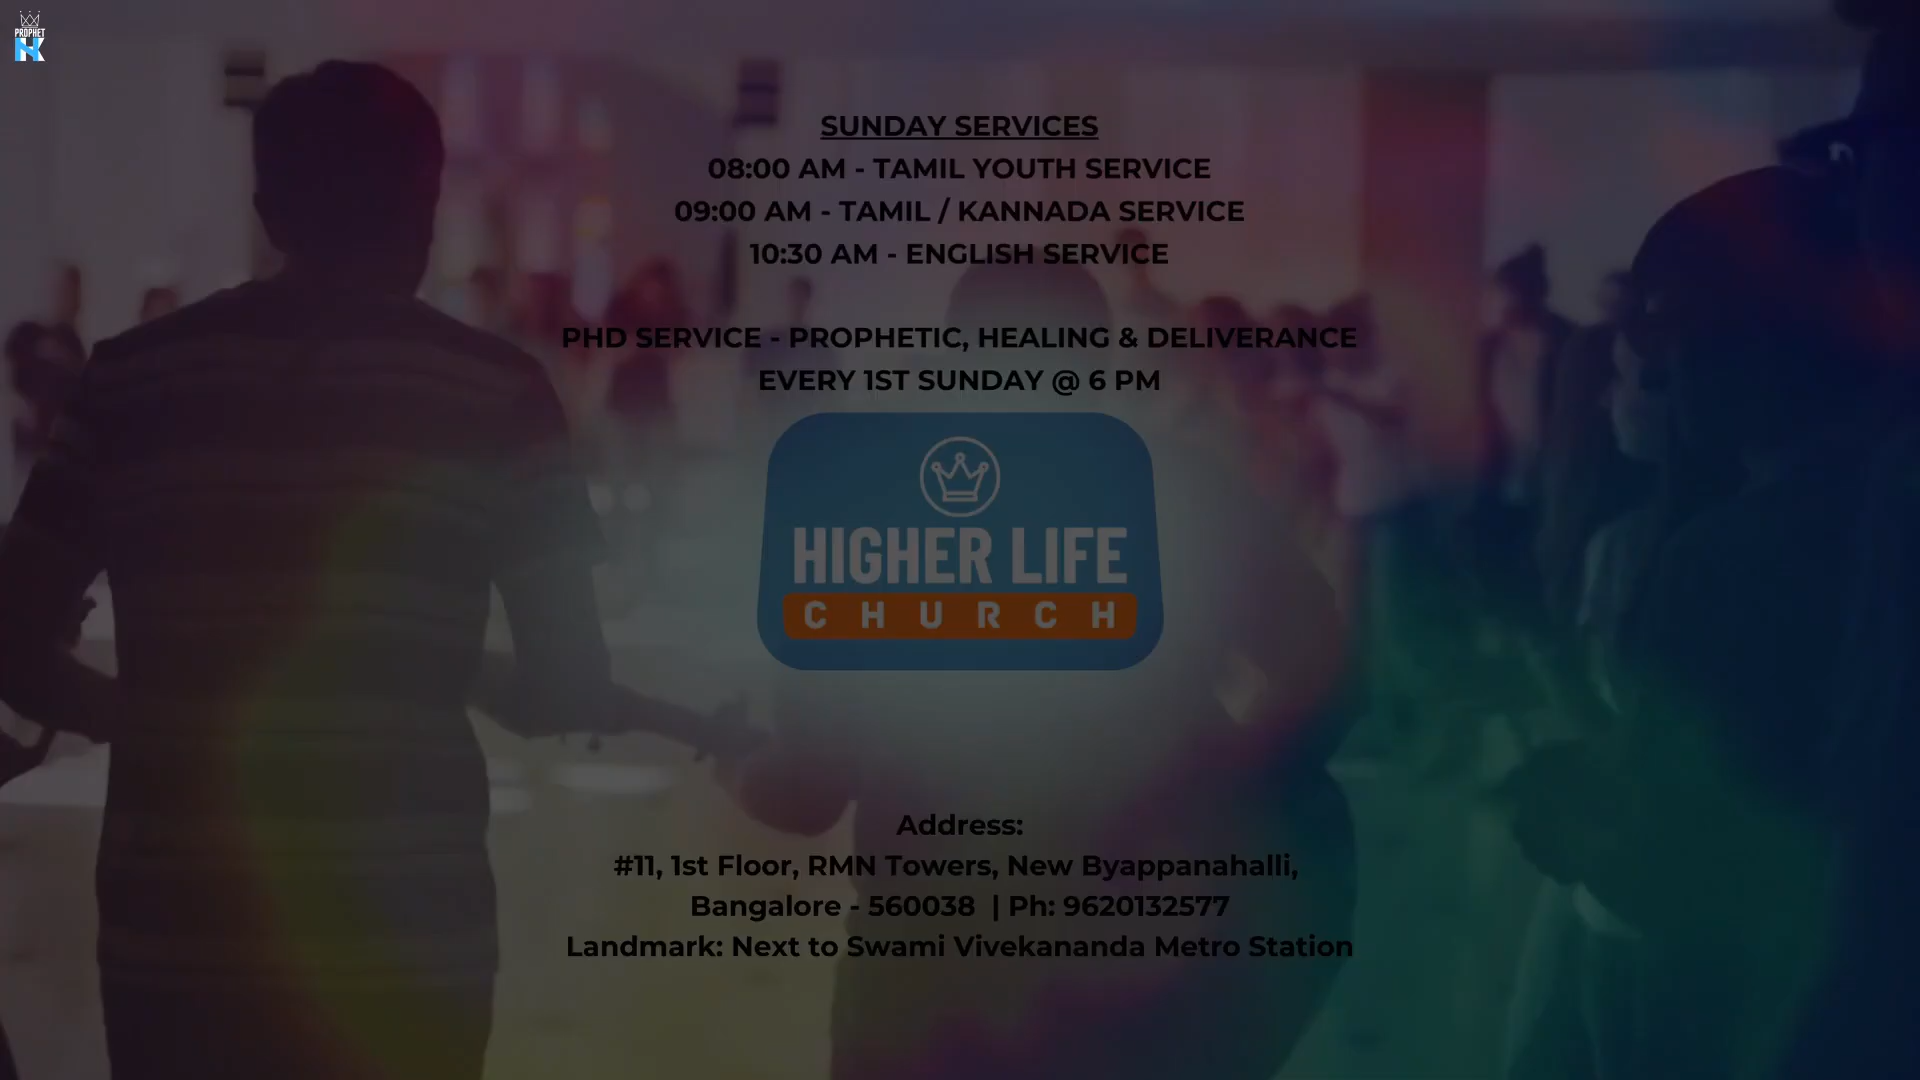 PROPHET
NK
SUNDAY SERVICES
08:00 AM - TAMIL YOUTH SERVICE
09:00 AM - TAMIL / KANNADA SERVICE
10:30 AM - ENGLISH SERVICE
PHD SERVICE - PROPHETIC, HEALING & DELIVERANCE
EVERY 1ST SUNDAY @ 6 PM
HIGHER LIFE
CHURCH
Address:
#11, 1st Floor, RMN Towers, New Byappanahalli,
Bangalore - 560038 | Ph: 9620132577
Landmark: Next to Swami Vivekananda Metro Station